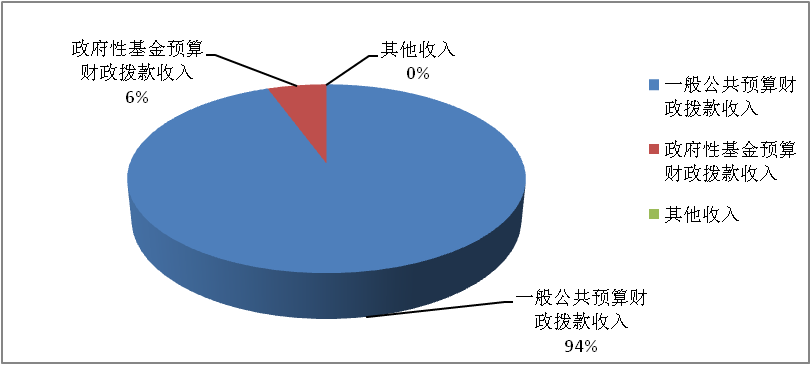 政府性基金预算
财政拨款收入
6%
其他收入
0%
一般公共预算财
政拨款收入
94%
一般公共预算财
政拨款收入
政府性基金预算
财政拨款收入
其他收入